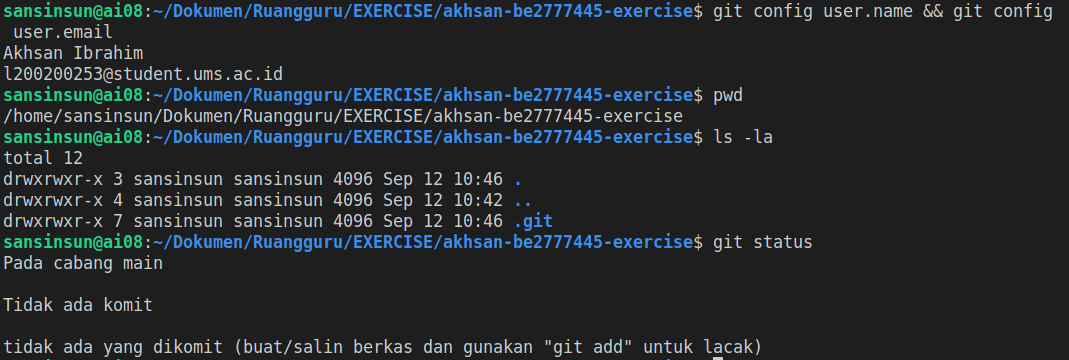 sansinsun@ai08:~/Dokumen/Ruangguru/EXERCISE/akhsan-be2777445-exercise$ git config user.name && git config
 user.email
Akhsan Ibrahim
l200200253@student.ums.ac.id
sansinsun@ai08:~/Dokumen/Ruangguru/EXERCISE/akhsan-be2777445-exercise$ pwd
/home/sansinsun/Dokumen/Ruangguru/EXERCISE/akhsan-be2777445-exercise
sansinsun@ai08:~/Dokumen/Ruangguru/EXERCISE/akhsan-be2777445-exercise$ ls -la
total 12
drwxrwxr-x 3 sansinsun sansinsun 4096 Sep 12 10:46 .
drwxrwxr-x 4 sansinsun sansinsun 4096 Sep 12 10:42 ..
drwxrwxr-x 7 sansinsun sansinsun 4096 Sep 12 10:46 .git
sansinsun@ai08:~/Dokumen/Ruangguru/EXERCISE/akhsan-be2777445-exercise$ git status
Pada cabang main
Tidak ada komit
tidak ada yang dikomit (buat/salin berkas dan gunakan "git add" untuk lacak)